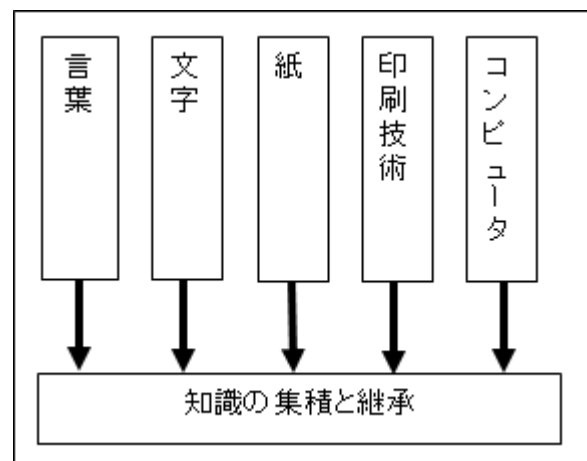 言葉
文字
紙
印刷技術
コンピュータ
知識の集積と継承